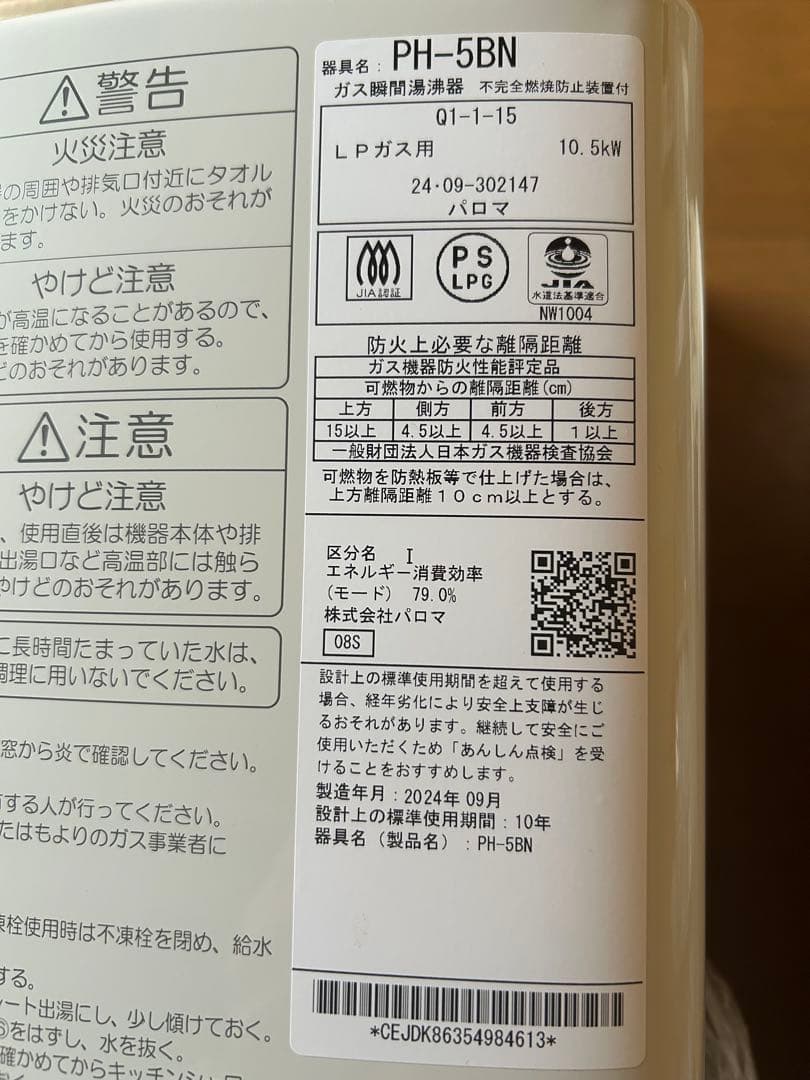 警告
火災注意
の周囲や排気口付近にタオル
をかけない。火災のおそれが
ます。
やけど注意
が高温になることがあるので、
を確かめてから使用する。
どのおそれがあります。
注意
やけど注意
、使用直後は機器本体や排
出湯口など高温部には触ら
やけどのおそれがあります。
に長時間たまっていた水は、
調理に用いないでください。
窓から炎で確認してください。
する人が行ってください。
たはもよりのガス事業者に
栓使用時は不凍栓を閉め、給水
する。
ート出湯にし、少し傾けておく。
⑥をはずし、水を抜く。
確かめてからキッチンシ
器具名: PH-5BN
ガス瞬間湯沸器 不完全燃焼防止装置付
Q1-1-15
LPガス用 10.5kW
24・09-302147
パロマ
JIA認証
PS
LPG
JIA
水道法基準適合
NW1004
防火上必要な離隔距離
ガス機器防火性能評定品
可燃物からの離隔距離(cm)
上方 側方 前方 後方
15以上 4.5以上 4.5以上 1以上
一般財団法人日本ガス機器検査協会
可燃物を防熱板等で仕上げた場合は、
上方離隔距離10cm以上とする。
区分名 I
エネルギー消費効率
(モード) 79.0%
株式会社パロマ
08S
設計上の標準使用期間を超えて使用する
場合、経年劣化により安全上支障が生じ
るおそれがあります。継続して安全にご
使用いただくため「あんしん点検」を受
けることをおすすめします。
製造年月:2024年09月
設計上の標準使用期間:10年
器具名(製品名):PH-5BN
*CEJDK86354984613*